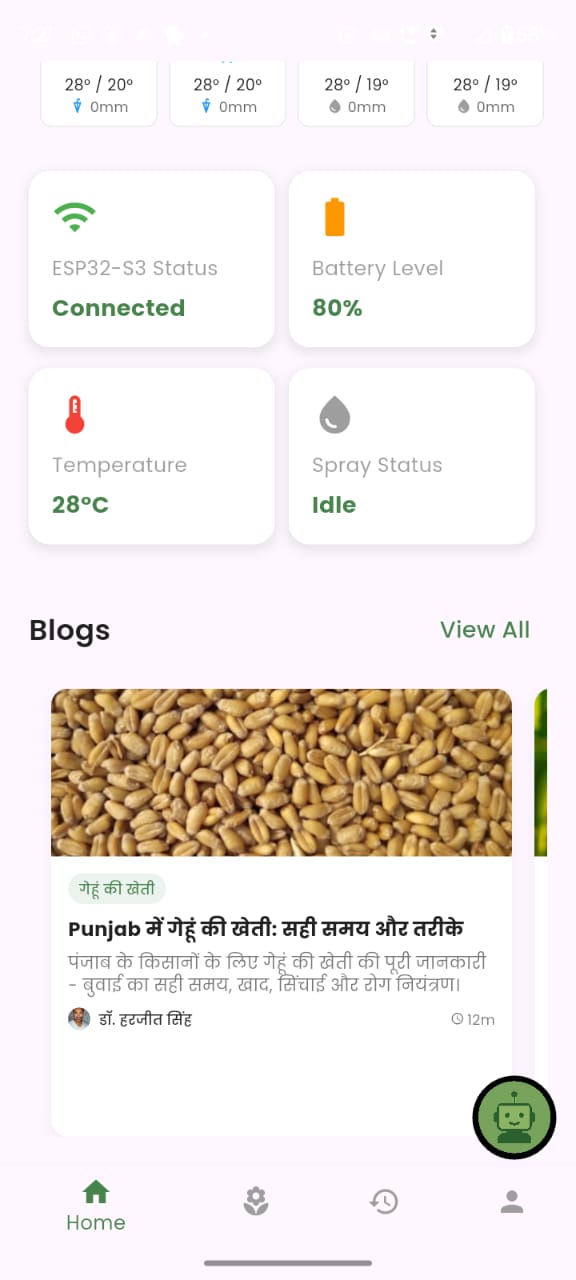 28° / 20°
28° / 20°
28° / 19°
28° / 19°
0mm
0mm
0mm
0mm
ESP32-S3 Status
Connected
Battery Level
80%
Temperature
28°C
Spray Status
Idle
Blogs
View All
गेहूं की खेती
Punjab में गेहूं की खेती: सही समय और तरीके
पंजाब के किसानों के लिए गेहूं की खेती की पूरी जानकारी
- बुवाई का सही समय, खाद, सिंचाई और रोग नियंत्रण।
डॉ. हरजीत सिंह
12m
Home